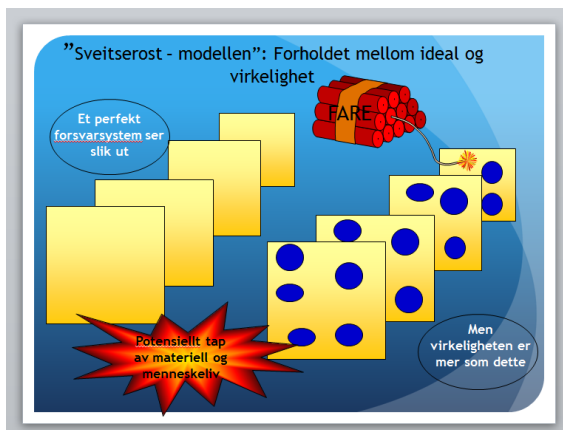 ”Sveitserost – modellen”: Forholdet mellom ideal og
virkelighet
Et perfekt
forsvarsystem ser
slik ut
FARE
Potensiellt tap
av materiell og
menneskeliv
Men
virkeligheten er
mer som dette